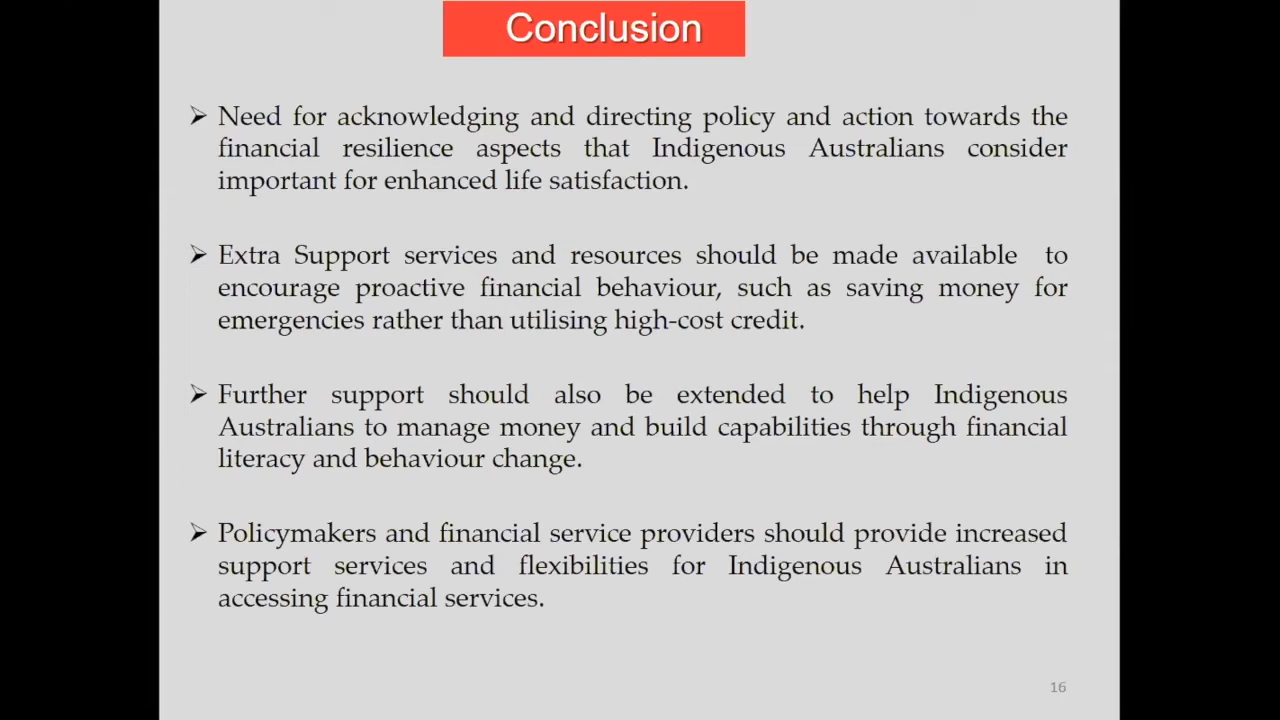 Conclusion
➢ Need for acknowledging and directing policy and action towards the
financial resilience aspects that Indigenous Australians consider
important for enhanced life satisfaction.
➢ Extra Support services and resources should be made available to
encourage proactive financial behaviour, such as saving money for
emergencies rather than utilising high-cost credit.
➢ Further support should also be extended to help Indigenous
Australians to manage money and build capabilities through financial
literacy and behaviour change.
➢ Policymakers and financial service providers should provide increased
support services and flexibilities for Indigenous Australians in
accessing financial services.
16